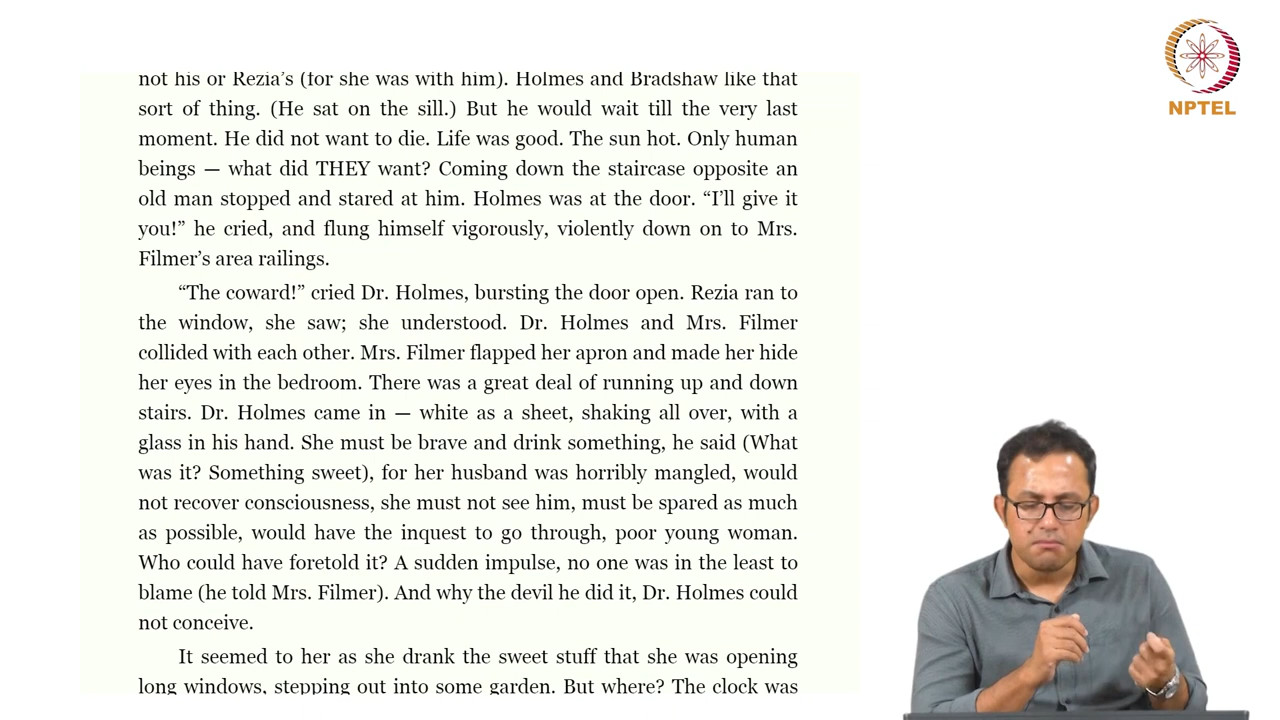 not his or Rezia's (for she was with him). Holmes and Bradshaw like that
sort of thing. (He sat on the sill.) But he would wait till the very last
moment. He did not want to die. Life was good. The sun hot. Only human
beings — what did THEY want? Coming down the staircase opposite an
old man stopped and stared at him. Holmes was at the door. “I’ll give it
you!” he cried, and flung himself vigorously, violently down on to Mrs.
Filmer’s area railings.
“The coward!” cried Dr. Holmes, bursting the door open. Rezia ran to
the window, she saw; she understood. Dr. Holmes and Mrs. Filmer
collided with each other. Mrs. Filmer flapped her apron and made her hide
her eyes in the bedroom. There was a great deal of running up and down
stairs. Dr. Holmes came in — white as a sheet, shaking all over, with a
glass in his hand. She must be brave and drink something, he said (What
was it? Something sweet), for her husband was horribly mangled, would
not recover consciousness, she must not see him, must be spared as much
as possible, would have the inquest to go through, poor young woman.
Who could have foretold it? A sudden impulse, no one was in the least to
blame (he told Mrs. Filmer). And why the devil he did it, Dr. Holmes could
not conceive.
It seemed to her as she drank the sweet stuff that she was opening
long windows, stepping out into some garden. But where? The clock was
NPTEL